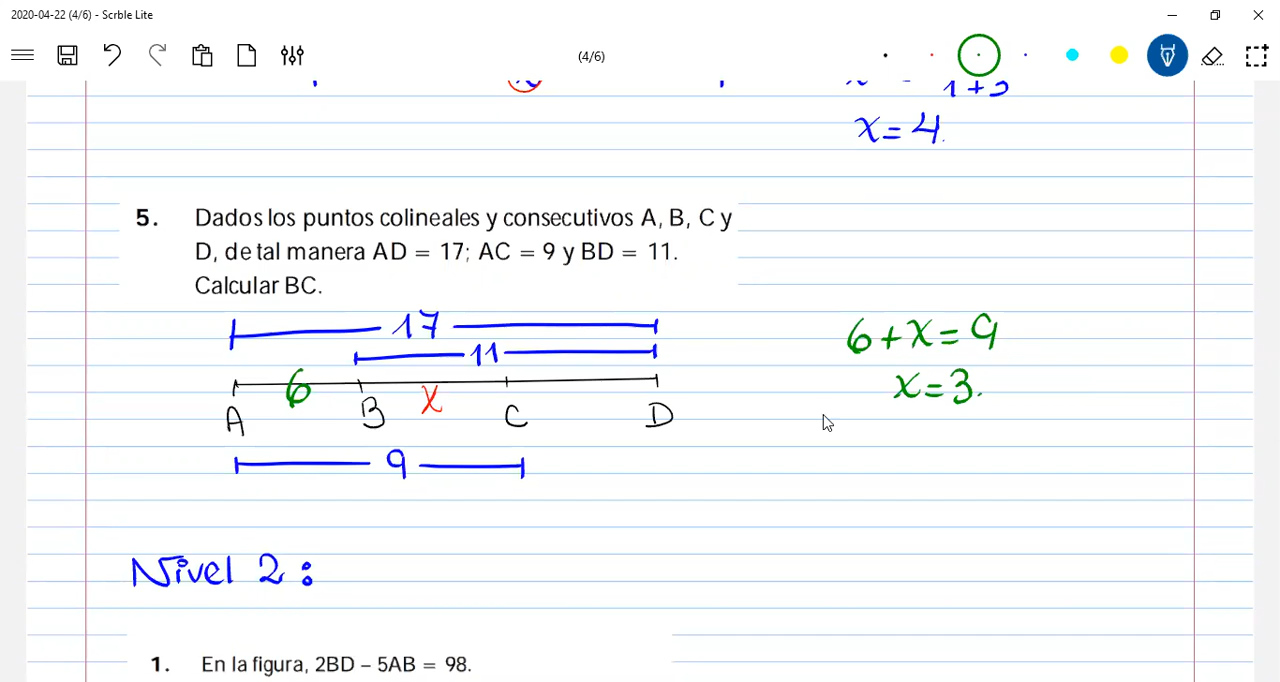 2020-04-22 (4/6) - Scrble Lite
(4/6)
1+3
x=4.
5. Dados los puntos colineales y consecutivos A, B, C y
D, de tal manera AD = 17; AC = 9 y BD = 11.
Calcular BC.
17
11
6 x
A B C D
9
6+x=9
x=3.
Nivel 2:
1. En la figura, 2BD – 5AB = 98.